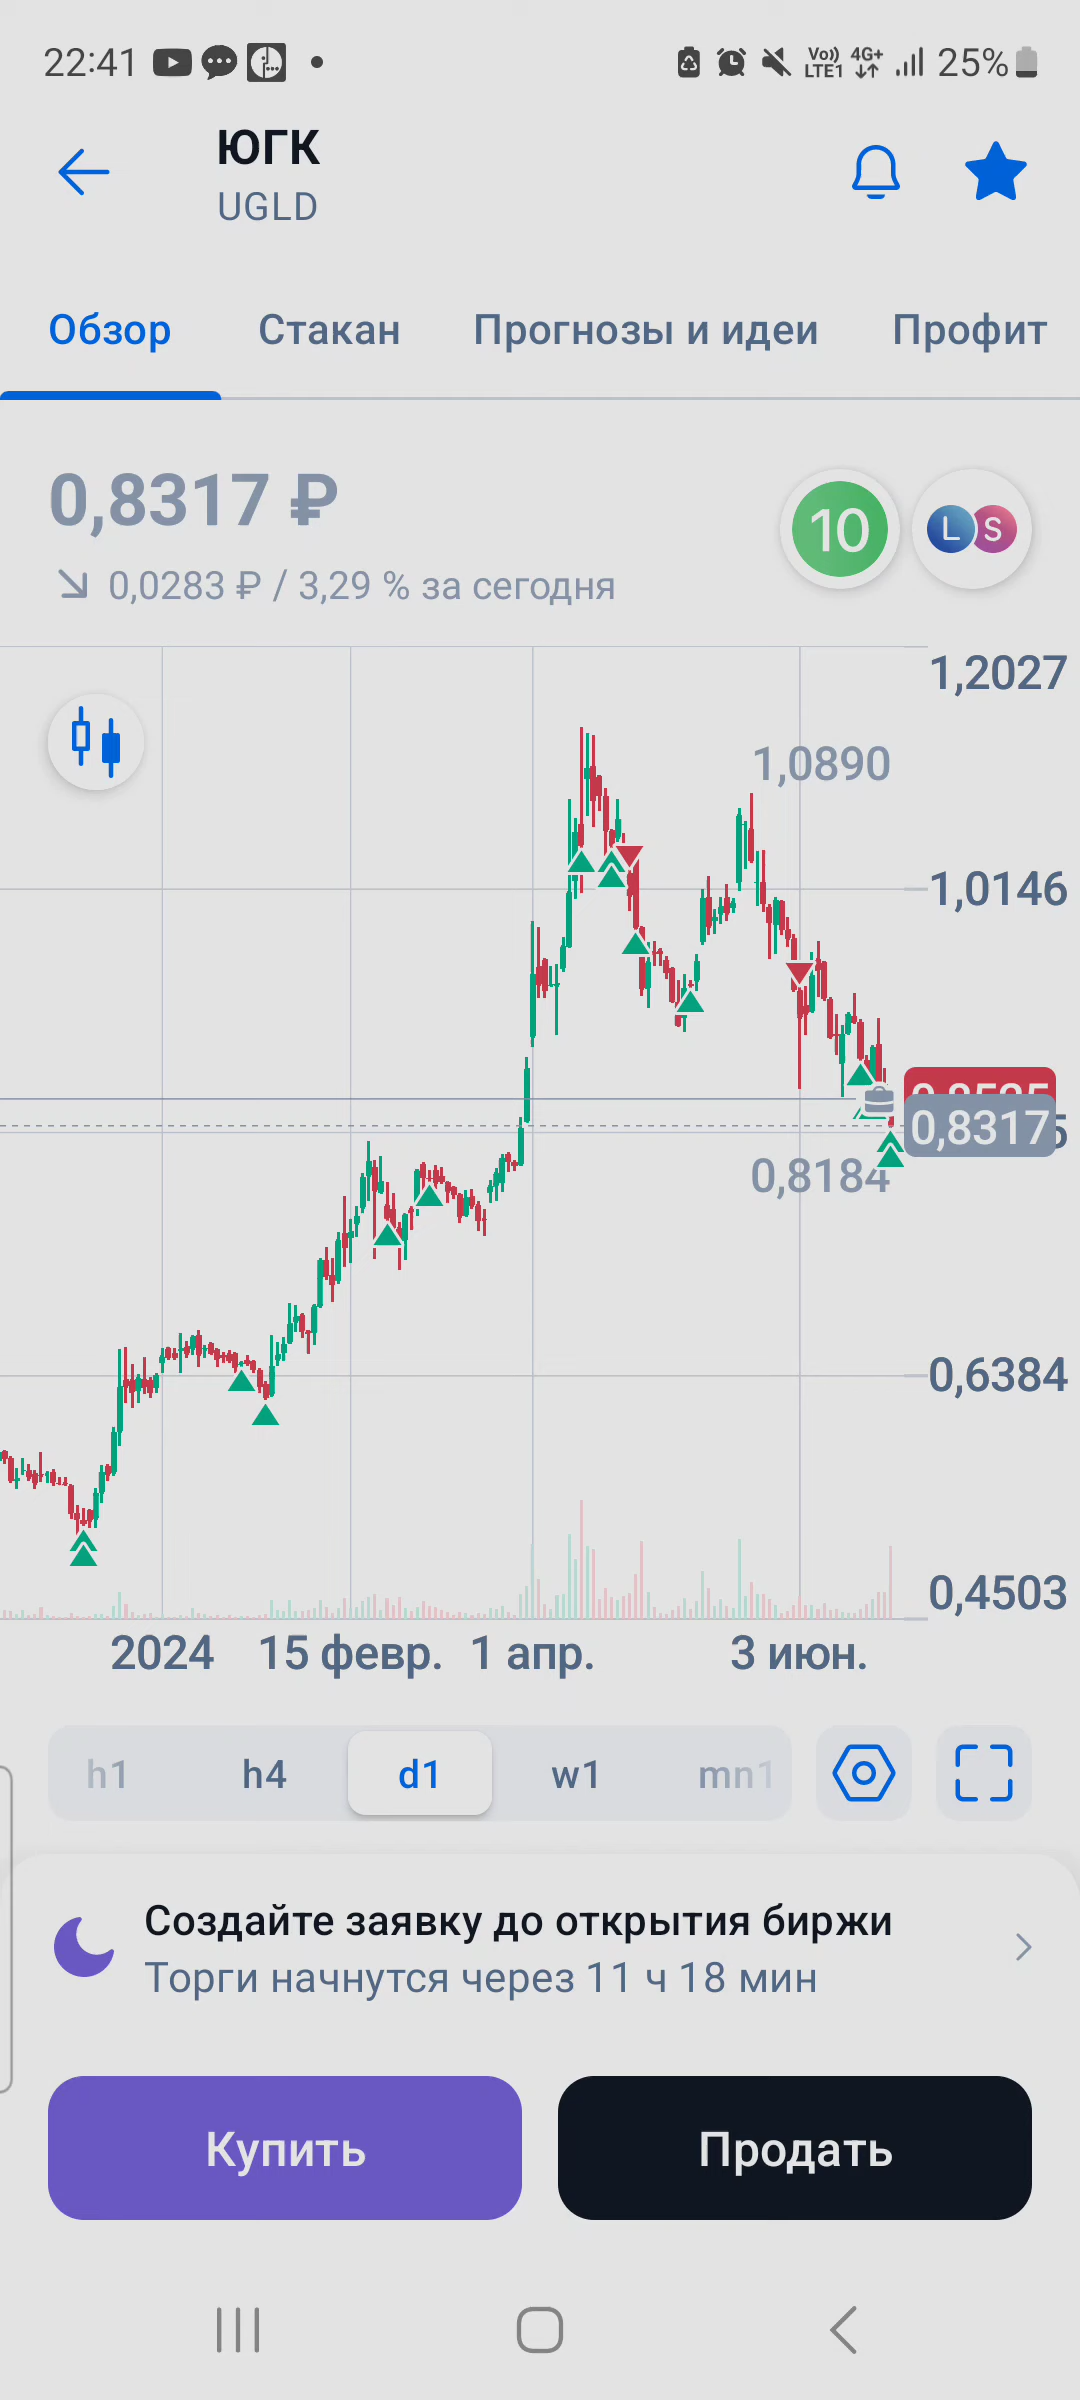 22:41 Vo)) LTE1 4G+ 25%
ЮГК
UGLD
Обзор Стакан Прогнозы и идеи Профит
0,8317 ₽
0,0283 ₽ / 3,29 % за сегодня
10 L S
1,2027
1,0890
1,0146
0,8317
0,8184
0,6384
0,4503
2024 15 февр. 1 апр. 3 июн.
h1 h4 d1 w1 mn1
Создайте заявку до открытия биржи
Торги начнутся через 11 ч 18 мин
Купить Продать